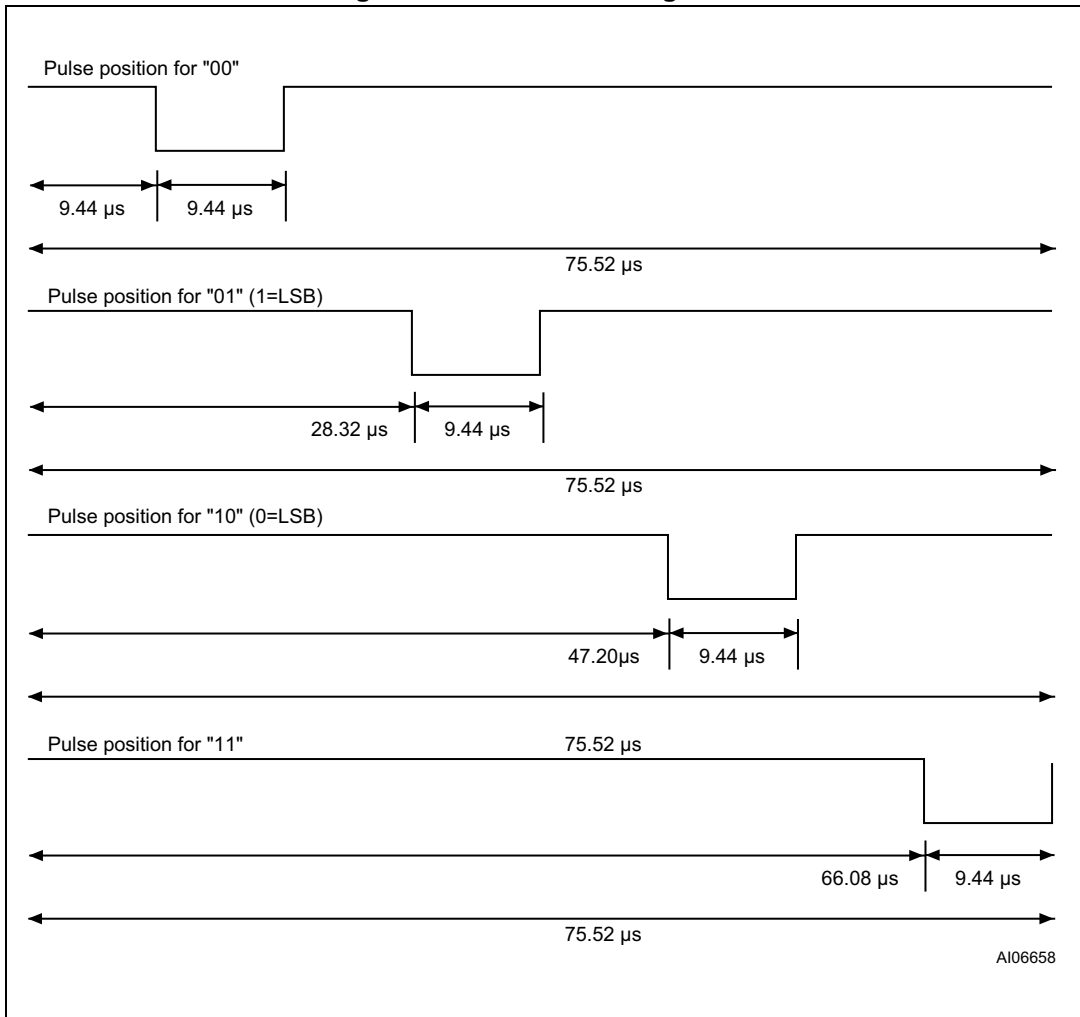 Pulse position for "00"
9.44 µs 9.44 µs
75.52 µs
Pulse position for "01" (1=LSB)
28.32 µs 9.44 µs
75.52 µs
Pulse position for "10" (0=LSB)
47.20µs 9.44 µs
Pulse position for "11" 75.52 µs
66.08 µs 9.44 µs
75.52 µs
AI06658